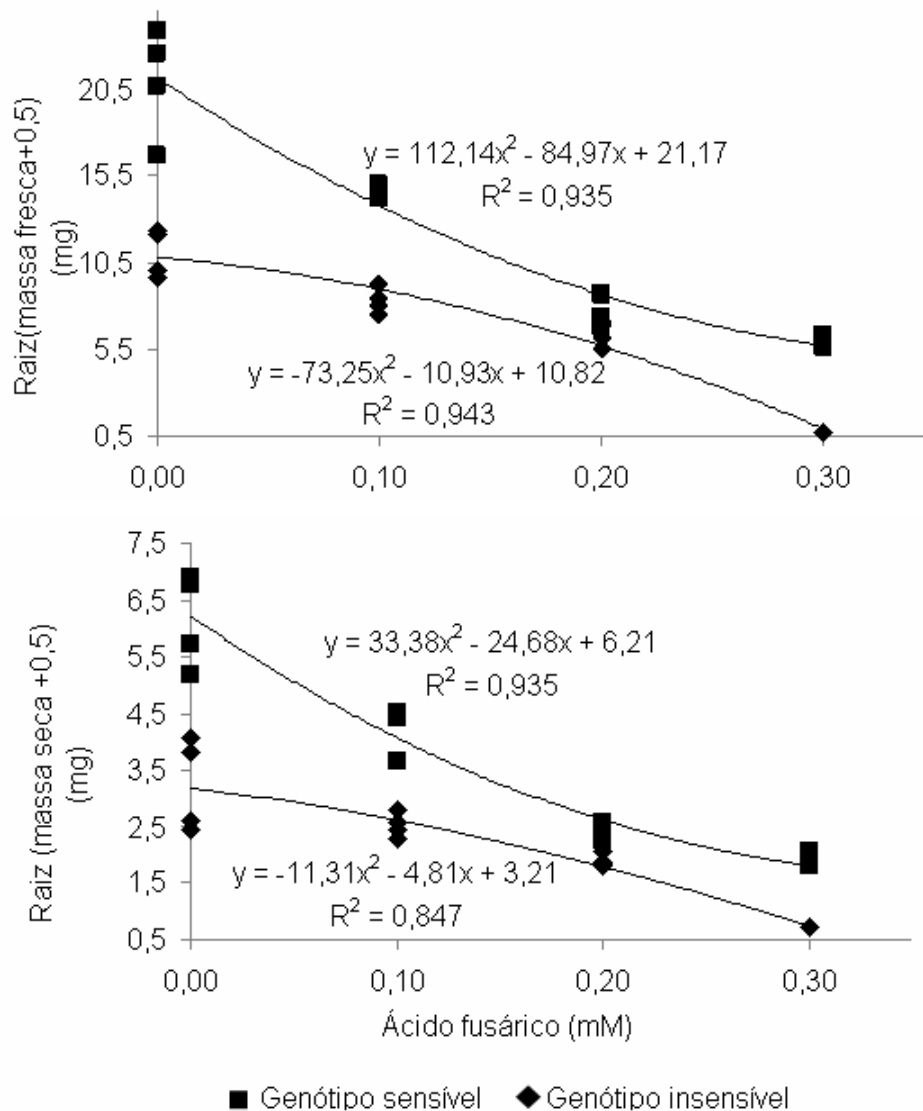 Raiz(massa fresca+0,5)
(mg)
20,5
15,5
10,5
5,5
0,5
y = 112,14x² - 84,97x + 21,17
R² = 0,935
y = -73,25x² - 10,93x + 10,82
R² = 0,943
0,00 0,10 0,20 0,30
Raiz (massa seca +0,5)
(mg)
7,5
6,5
5,5
4,5
3,5
2,5
1,5
0,5
y = 33,38x² - 24,68x + 6,21
R² = 0,935
y = -11,31x² - 4,81x + 3,21
R² = 0,847
0,00 0,10 0,20 0,30
Ácido fusárico (mM)
Genótipo sensível Genótipo insensível